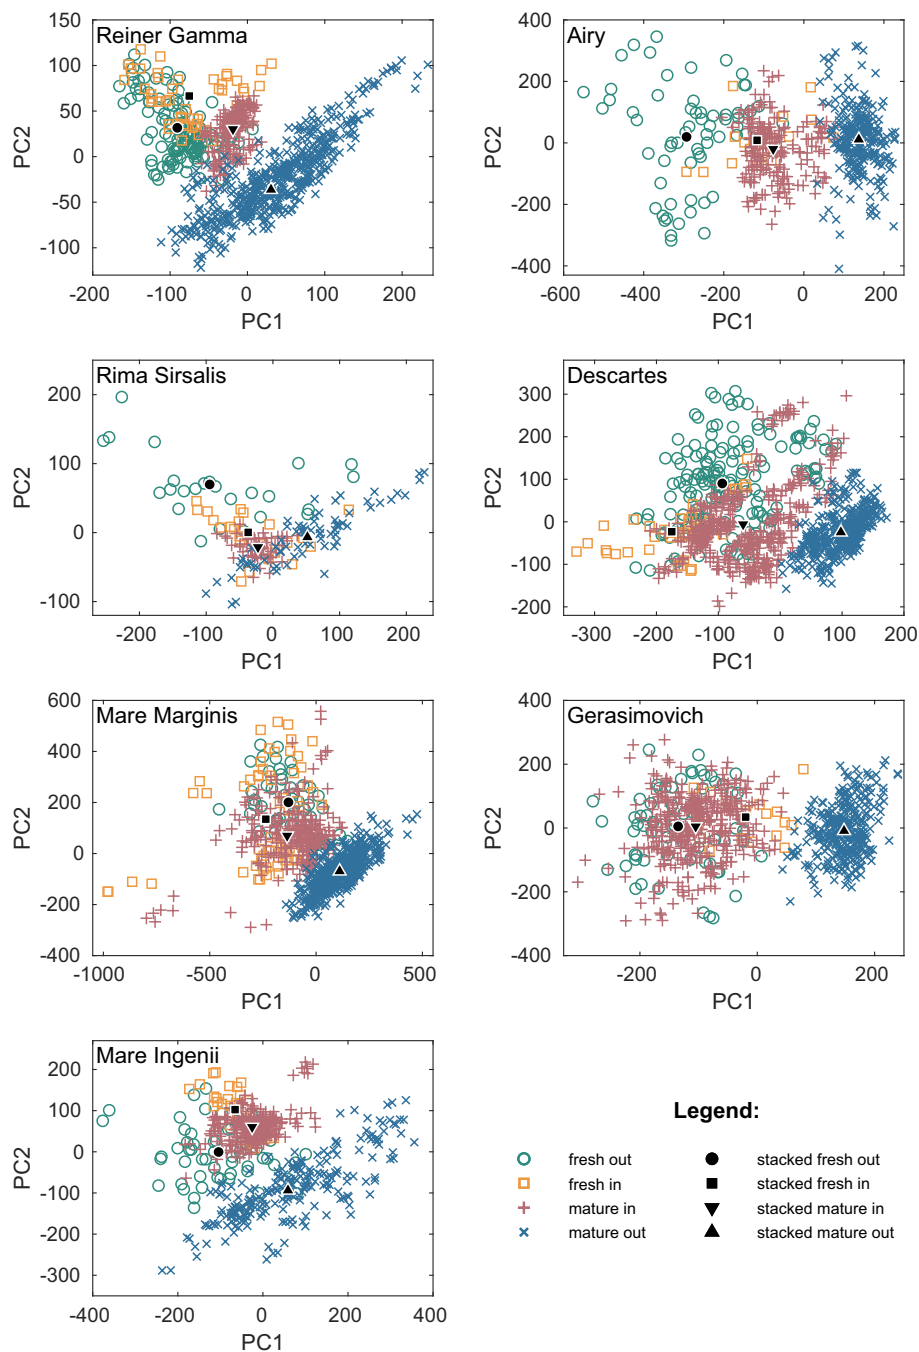 Reiner Gamma
150
100
50
0
-50
-100
PC2
-200
-100
0
100
200
PC1
Airy
400
200
0
-200
-400
PC2
-600
-400
-200
0
200
PC1
Rima Sirsalis
200
100
0
-100
PC2
-200
-100
0
100
200
PC1
Descartes
300
200
100
0
-100
-200
PC2
-300
-200
-100
0
100
200
PC1
Mare Marginis
600
400
200
0
-200
-400
PC2
-1000
-500
0
500
PC1
Gerasimovich
400
200
0
-200
-400
PC2
-200
0
200
PC1
Mare Ingenii
200
100
0
-100
-200
-300
PC2
-400
-200
0
200
400
PC1
Legend:
fresh out
fresh in
mature in
mature out
stacked fresh out
stacked fresh in
stacked mature in
stacked mature out